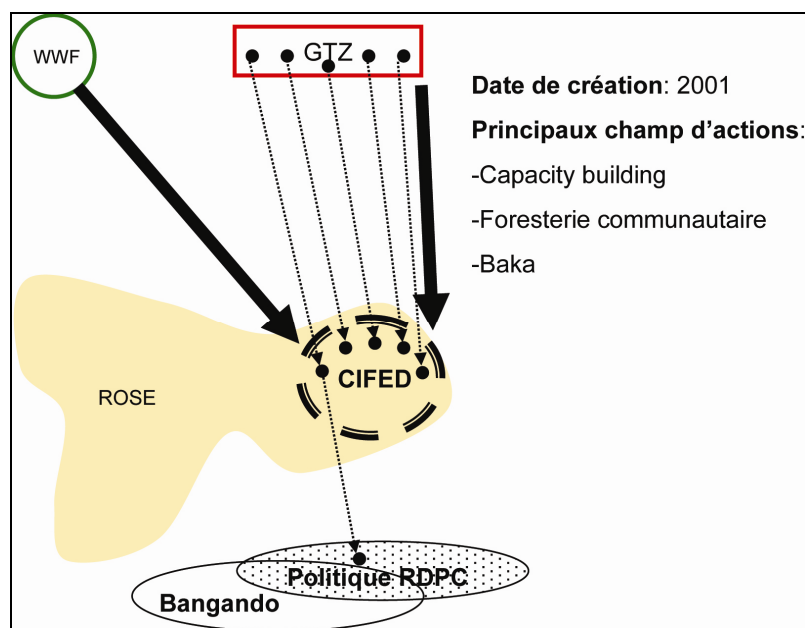 WWF
GTZ
Date de création: 2001
Principaux champ d'actions:
-Capacity building
-Foresterie communautaire
-Baka
CIFED
ROSE
Politique RDPC
Bangando